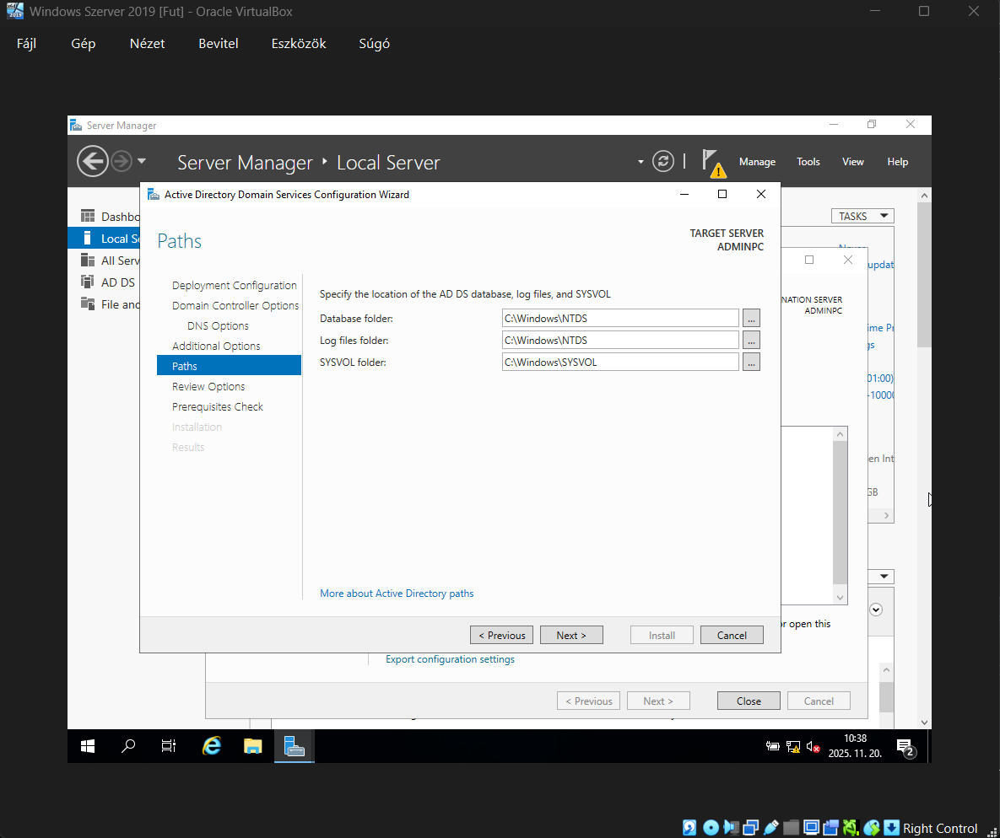 Windows Szerver 2019 [Fut] - Oracle VirtualBox
Fájl Gép Nézet Bevitel Eszközök Súgó
Server Manager
Server Manager ‣ Local Server
Manage Tools View Help
Active Directory Domain Services Configuration Wizard
Dashbo
Local Se
All Serv
AD DS
File and
TASKS
Paths
TARGET SERVER
ADMINPC
updat
NATION SERVER
ADMINPC
Deployment Configuration
Domain Controller Options
DNS Options
Additional Options
Paths
Review Options
Prerequisites Check
Installation
Results
Specify the location of the AD DS database, log files, and SYSVOL
Database folder: C:\Windows\NTDS ...
Log files folder: C:\Windows\NTDS ...
SYSVOL folder: C:\Windows\SYSVOL ...
ime Pr
gs
01:00)
-10000
en Int
GB
More about Active Directory paths
or open this
< Previous Next > Install Cancel
Export configuration settings
< Previous Next > Close Cancel
10:38
2025. 11. 20.
2
Right Control